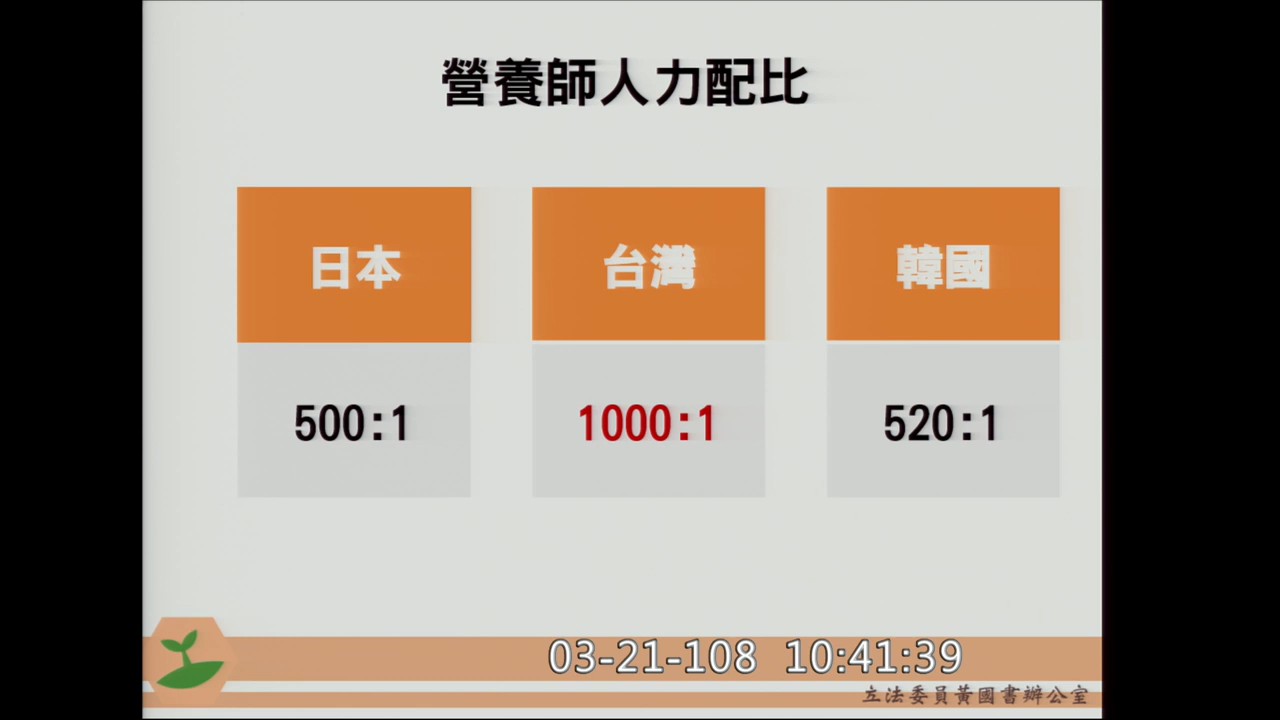 營養師人力配比
日本
台灣
韓國
500:1
1000:1
520:1
03-21-108 10:41:39
立法委員黃國書辦公室